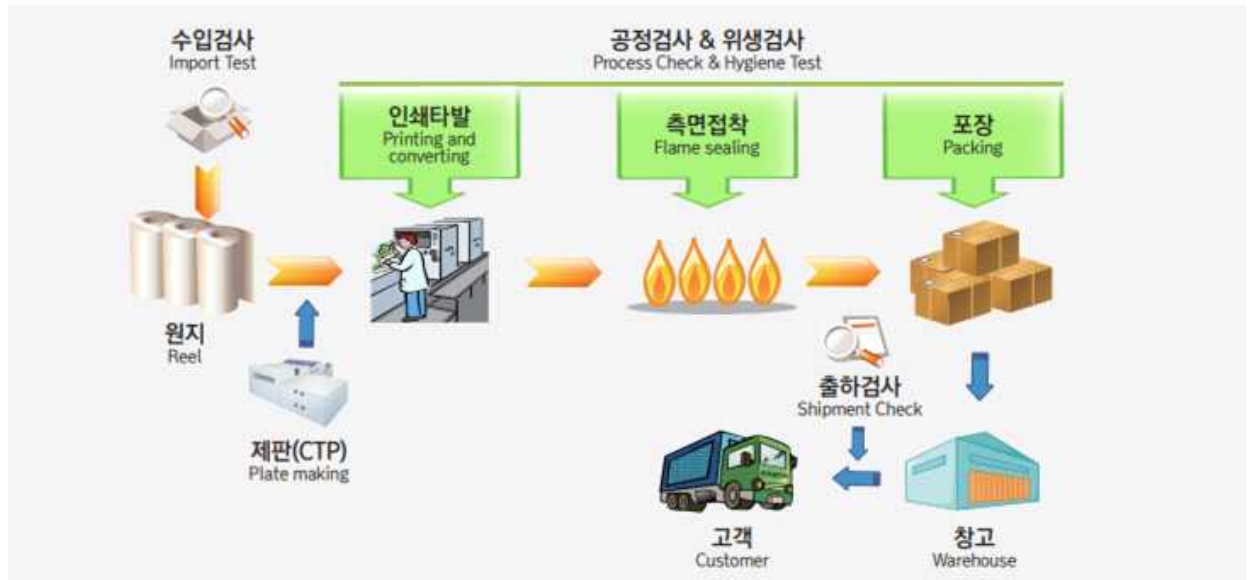 수입검사
Import Test
공정검사 & 위생검사
Process Check & Hygiene Test
인쇄타발
Printing and
converting
측면접착
Flame sealing
포장
Packing
원지
Reel
제판(CTP)
Plate making
출하검사
Shipment Check
고객
Customer
창고
Warehouse